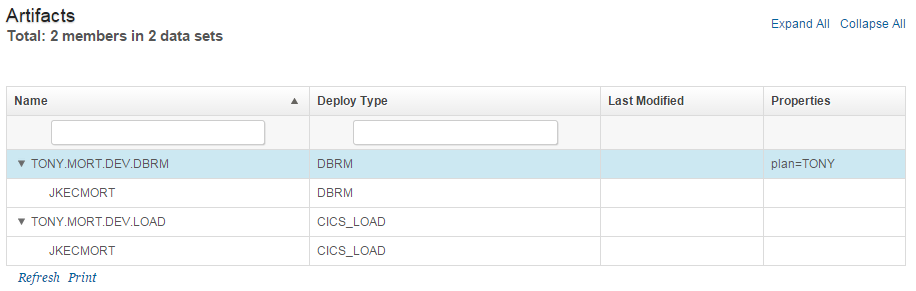 Artifacts
Total: 2 members in 2 data sets
Expand All Collapse All
Name Deploy Type Last Modified Properties
TONY.MORT.DEV.DBRM DBRM plan=TONY
JKECMORT DBRM
TONY.MORT.DEV.LOAD CICS_LOAD
JKECMORT CICS_LOAD
Refresh Print